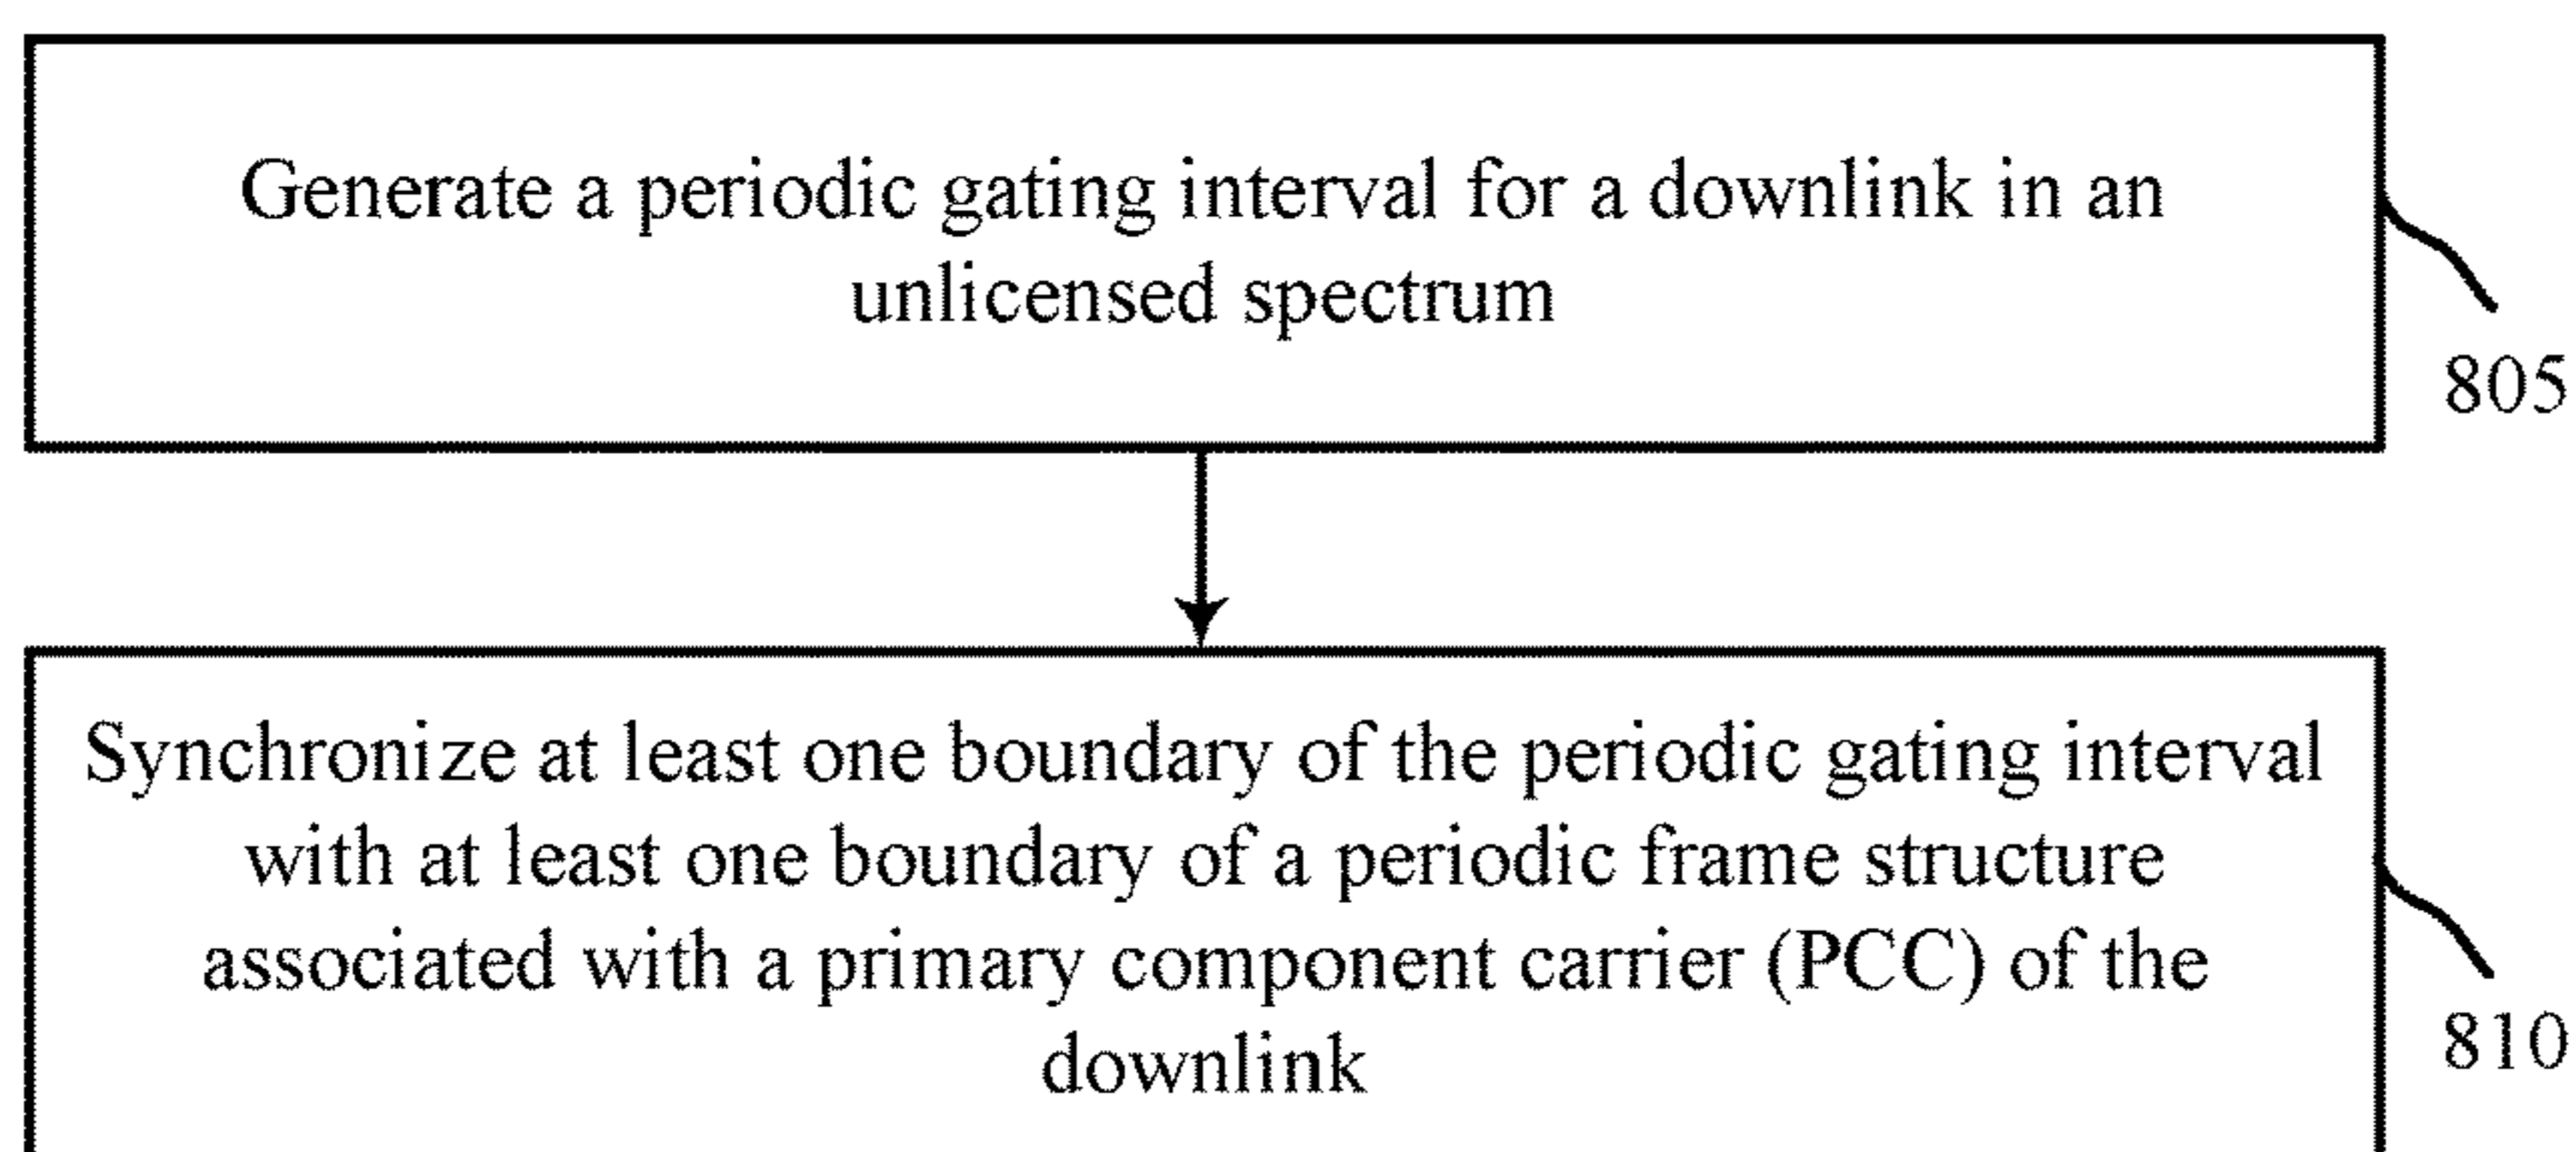 Generate a periodic gating interval for a downlink in an
unlicensed spectrum
805
Synchronize at least one boundary of the periodic gating interval
with at least one boundary of a periodic frame structure
associated with a primary component carrier (PCC) of the
downlink
810